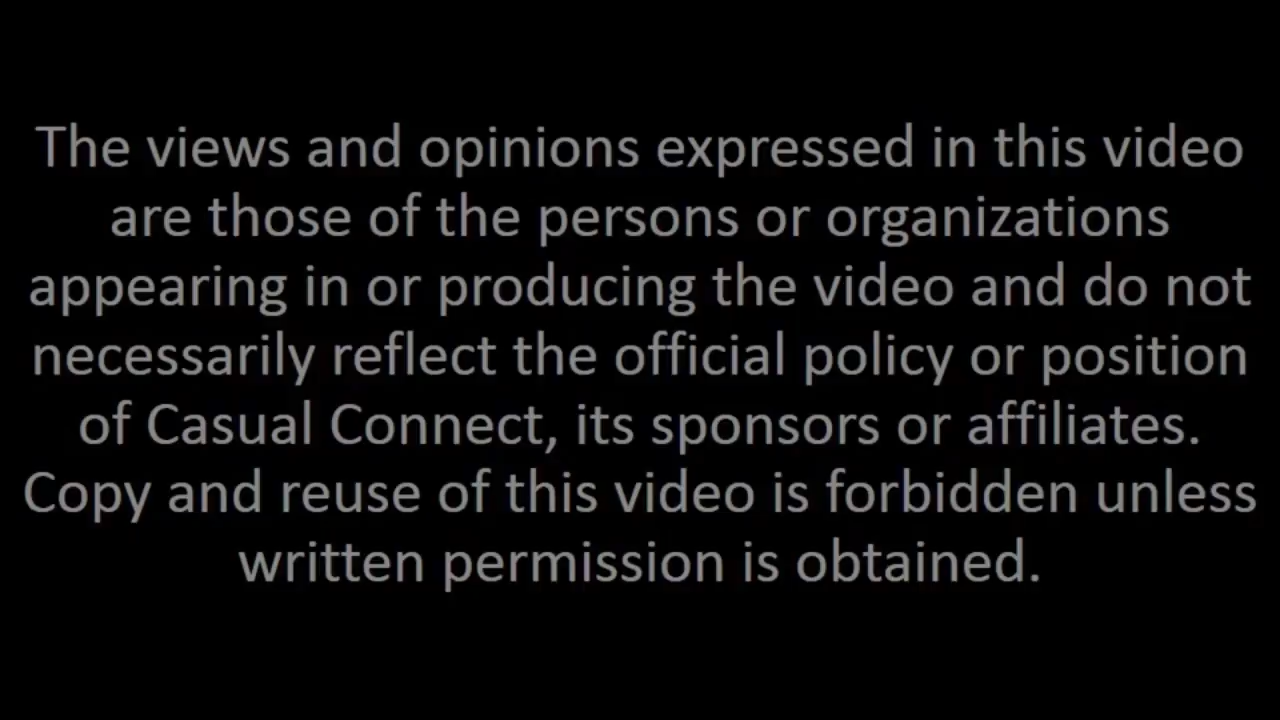 The views and opinions expressed in this video
are those of the persons or organizations
appearing in or producing the video and do not
necessarily reflect the official policy or position
of Casual Connect, its sponsors or affiliates.
Copy and reuse of this video is forbidden unless
written permission is obtained.